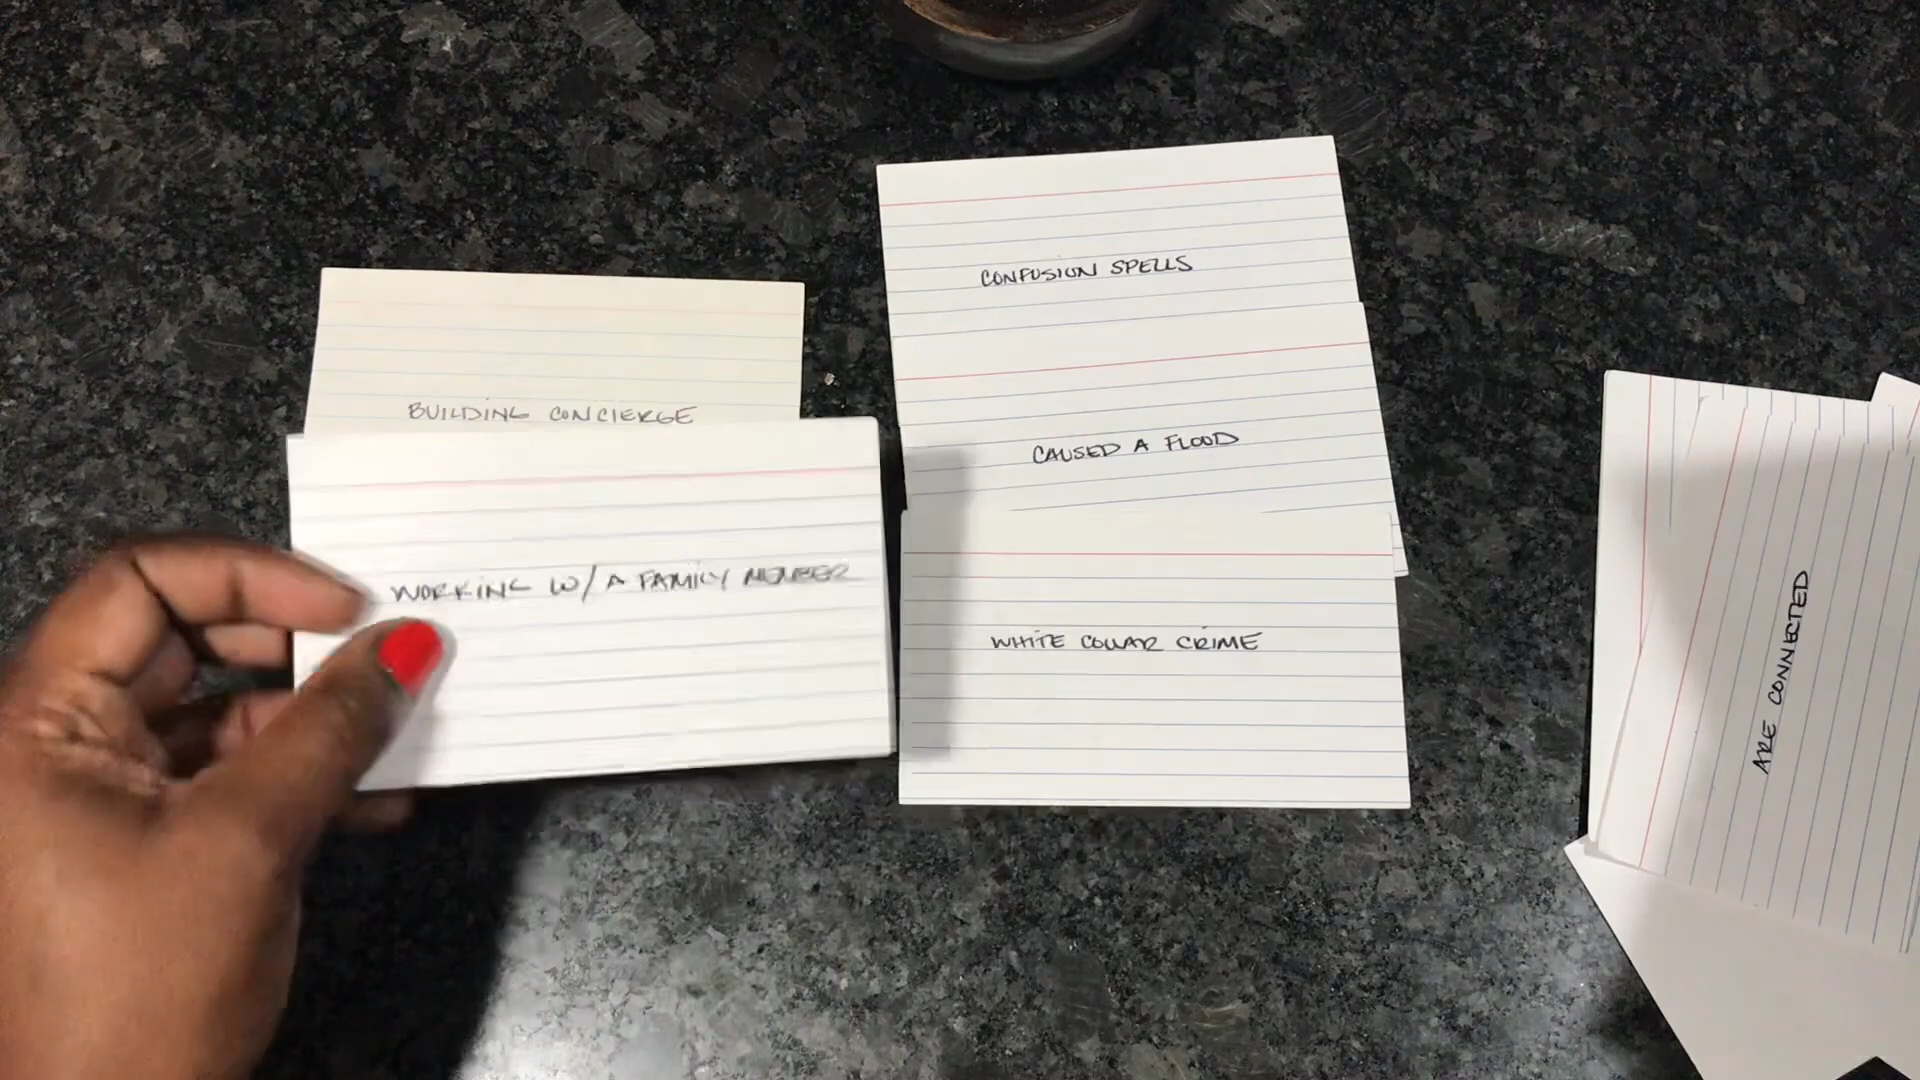 BUILDING CONCIERGE
WORKING W/ A FAMILY MEMBER
CONFUSION SPELLS
CAUSED A FLOOD
WHITE COLLAR CRIME
ARE CONNECTED